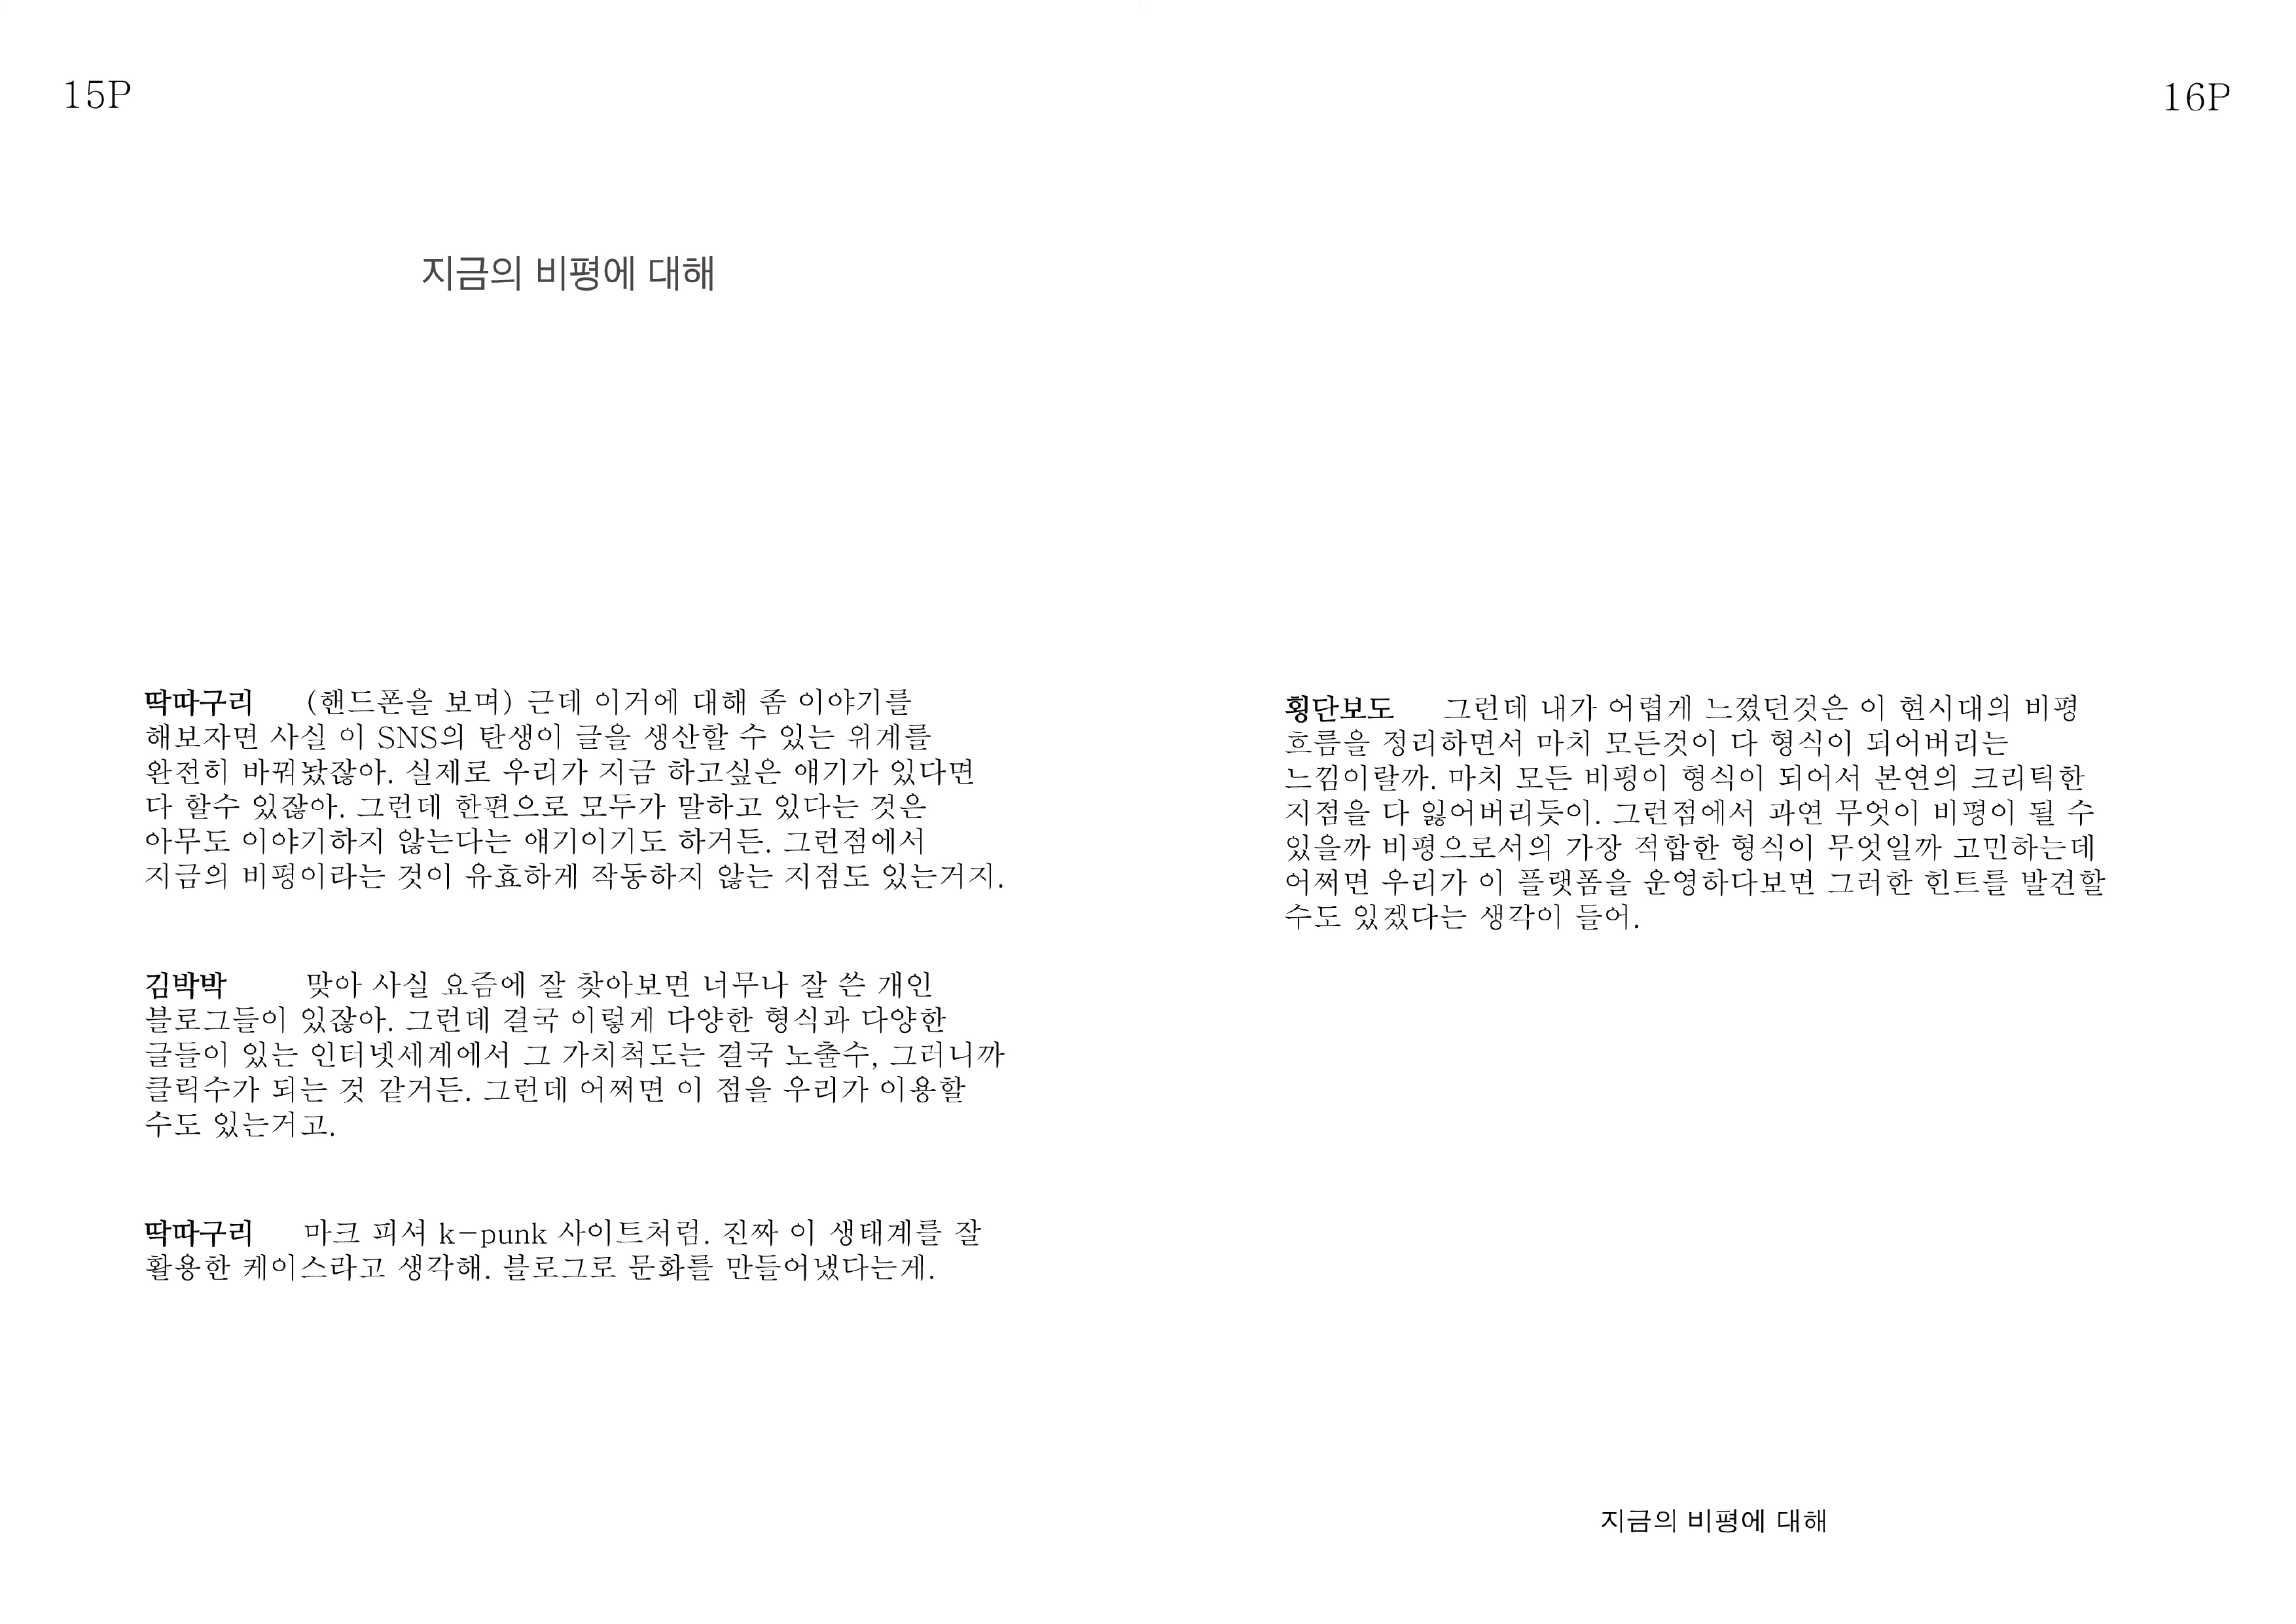 15P
지금의 비평에 대해
딱따구리 (핸드폰을 보며) 근데 이거에 대해 좀 이야기를
해보자면 사실 이 SNS의 탄생이 글을 생산할 수 있는 위계를
완전히 바꿔놨잖아. 실제로 우리가 지금 하고싶은 얘기가 있다면
다 할수 있잖아. 그런데 한편으로 모두가 말하고 있다는 것은
아무도 이야기하지 않는다는 얘기이기도 하거든. 그런점에서
지금의 비평이라는 것이 유효하게 작동하지 않는 지점도 있는거지.
김박박 맞아 사실 요즘에 잘 찾아보면 너무나 잘 쓴 개인
블로그들이 있잖아. 그런데 결국 이렇게 다양한 형식과 다양한
글들이 있는 인터넷세계에서 그 가치척도는 결국 노출수, 그러니까
클릭수가 되는 것 같거든. 그런데 어쩌면 이 점을 우리가 이용할
수도 있는거고.
딱따구리 마크 피셔 k-punk 사이트처럼. 진짜 이 생태계를 잘
활용한 케이스라고 생각해. 블로그로 문화를 만들어냈다는게.
16P
횡단보도 그런데 내가 어렵게 느꼈던것은 이 현시대의 비평
흐름을 정리하면서 마치 모든것이 다 형식이 되어버리는
느낌이랄까. 마치 모든 비평이 형식이 되어서 본연의 크리틱한
지점을 다 잃어버리듯이. 그런점에서 과연 무엇이 비평이 될 수
있을까 비평으로서의 가장 적합한 형식이 무엇일까 고민하는데
어쩌면 우리가 이 플랫폼을 운영하다보면 그러한 힌트를 발견할
수도 있겠다는 생각이 들어.
지금의 비평에 대해